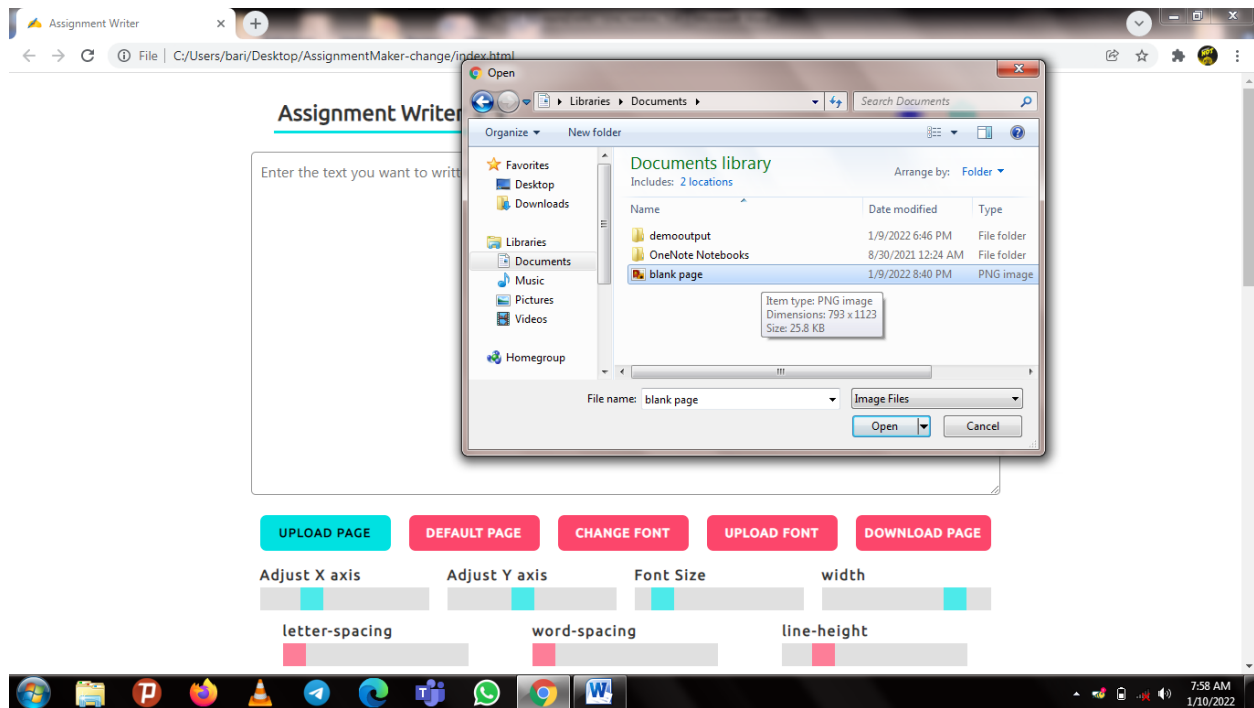 Assignment Writer
File
C:/Users/bari/Desktop/AssignmentMaker-change/index.html
Open
Assignment Writer
Libraries Documents
Search Documents
Organize New folder
Favorites
Desktop
Downloads
Libraries
Documents
Music
Pictures
Videos
Homegroup
Documents library
Includes: 2 locations
Arrange by: Folder
Name Date modified Type
demooutput 1/9/2022 6:46 PM File folder
OneNote Notebooks 8/30/2021 12:24 AM File folder
blank page 1/9/2022 8:40 PM PNG image
Item type: PNG image
Dimensions: 793 x 1123
Size: 25.8 KB
File name: blank page Image Files
Open Cancel
Enter the text you want to writt
UPLOAD PAGE DEFAULT PAGE CHANGE FONT UPLOAD FONT DOWNLOAD PAGE
Adjust X axis Adjust Y axis Font Size width
letter-spacing word-spacing line-height
7:58 AM
1/10/2022